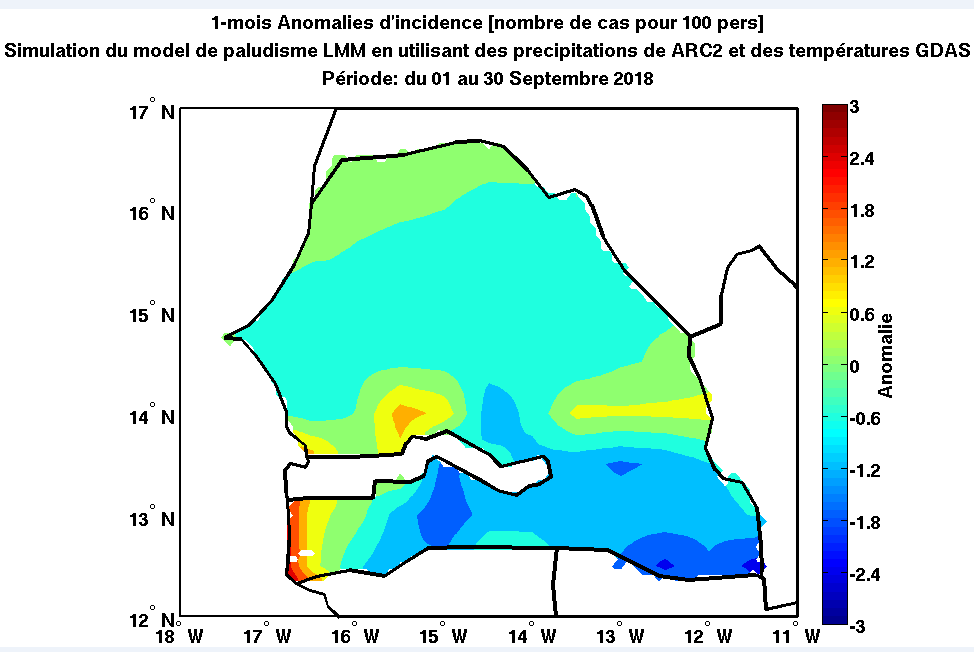 1-mois Anomalies d'incidence [nombre de cas pour 100 pers]
Simulation du model de paludisme LMM en utilisant des precipitations de ARC2 et des températures GDAS
Période: du 01 au 30 Septembre 2018
17° N
16° N
15° N
14° N
13° N
12° N
18° W
17° W
16° W
15° W
14° W
13° W
12° W
11° W
3
2.4
1.8
1.2
0.6
0
-0.6
-1.2
-1.8
-2.4
-3
Anomalie